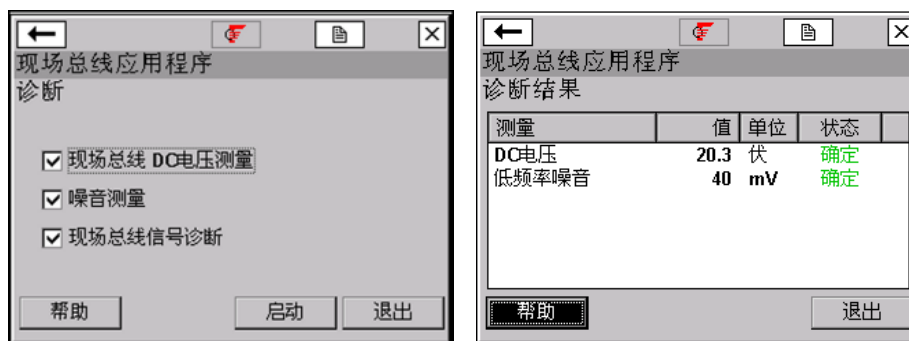 现场总线应用程序
诊断
现场总线 DC电压测量
噪音测量
现场总线信号诊断
帮助 启动 退出
现场总线应用程序
诊断结果
测量 值 单位 状态
DC电压 20.3 伏 确定
低频率噪音 40 mV 确定
帮助 退出